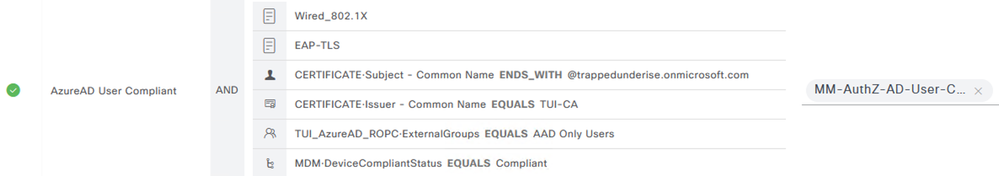 Wired_802.1X
EAP-TLS
CERTIFICATE·Subject - Common Name ENDS_WITH @trappedunderise.onmicrosoft.com
AzureAD User Compliant
AND
MM-AuthZ-AD-User-C...
CERTIFICATE·Issuer - Common Name EQUALS TUI-CA
TUI_AzureAD_ROPC·ExternalGroups EQUALS AAD Only Users
MDM·DeviceCompliantStatus EQUALS Compliant